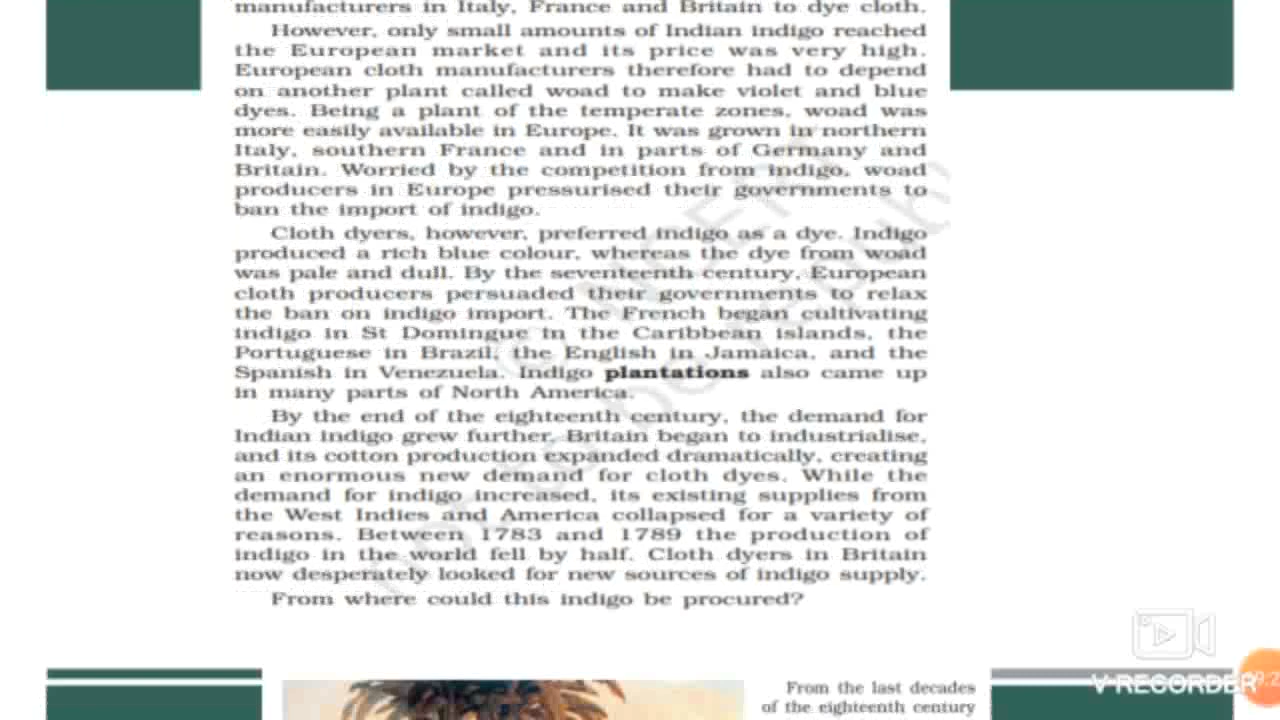 manufacturers in Italy, France and Britain to dye cloth.
However, only small amounts of Indian indigo reached
the European market and its price was very high.
European cloth manufacturers therefore had to depend
on another plant called woad to make violet and blue
dyes. Being a plant of the temperate zones, woad was
more easily available in Europe. It was grown in northern
Italy, southern France and in parts of Germany and
Britain. Worried by the competition from indigo, woad
producers in Europe pressurised their governments to
ban the import of indigo.
Cloth dyers, however, preferred indigo as a dye. Indigo
produced a rich blue colour, whereas the dye from woad
was pale and dull. By the seventeenth century, European
cloth producers persuaded their governments to relax
the ban on indigo import. The French began cultivating
indigo in St Domingue in the Caribbean islands, the
Portuguese in Brazil, the English in Jamaica, and the
Spanish in Venezuela. Indigo plantations also came up
in many parts of North America.
By the end of the eighteenth century, the demand for
Indian indigo grew further. Britain began to industrialise,
and its cotton production expanded dramatically, creating
an enormous new demand for cloth dyes. While the
demand for indigo increased, its existing supplies from
the West Indies and America collapsed for a variety of
reasons. Between 1783 and 1789 the production of
indigo in the world fell by half. Cloth dyers in Britain
now desperately looked for new sources of indigo supply.
From where could this indigo be procured?
From the last decades
of the eighteenth century
V-RECORDER
© NCERT
not to be republ